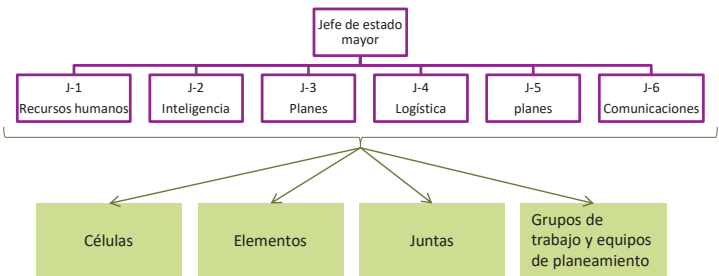 Jefe de estado
mayor
J-1
Recursos humanos
J-2
Inteligencia
J-3
Planes
J-4
Logística
J-5
planes
J-6
Comunicaciones
Células
Elementos
Juntas
Grupos de
trabajo y equipos
de planeamiento